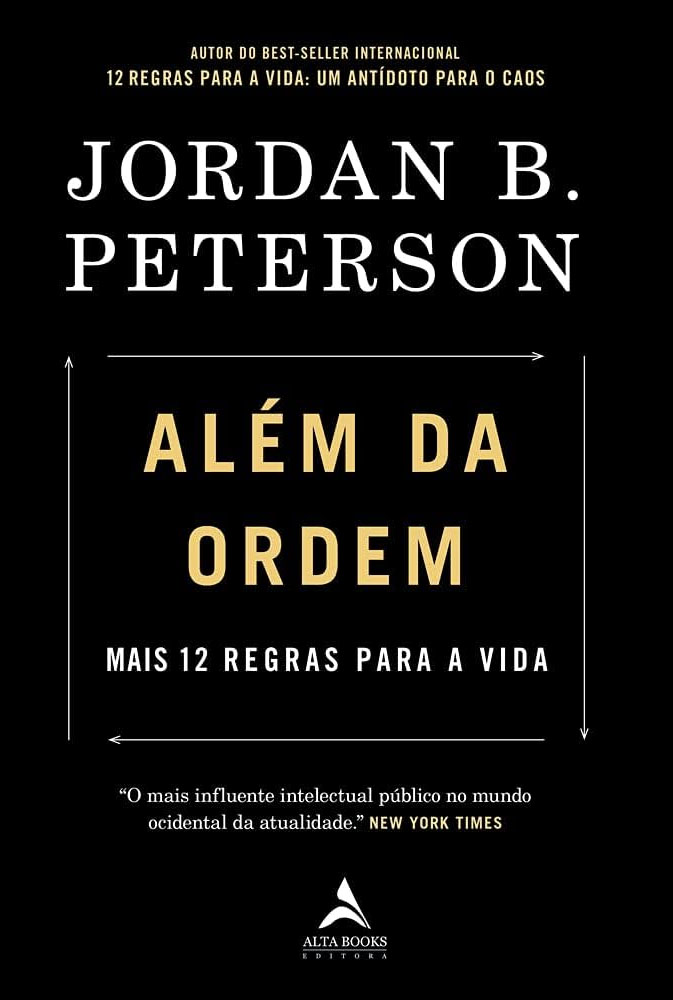 AUTOR DO BEST-SELLER INTERNACIONAL
12 REGRAS PARA A VIDA: UM ANTÍDOTO PARA O CAOS
JORDAN B.
PETERSON
ALÉM DA
ORDEM
MAIS 12 REGRAS PARA A VIDA
“O mais influente intelectual público no mundo
ocidental da atualidade.” NEW YORK TIMES
ALTA BOOKS
EDITORA